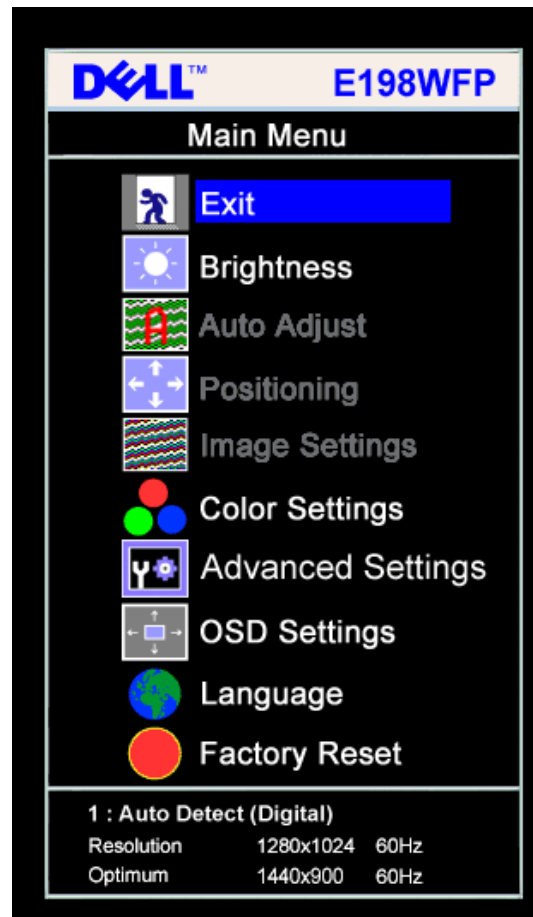 DELL™ E198WFP
Main Menu
Exit
Brightness
Auto Adjust
Positioning
Image Settings
Color Settings
Advanced Settings
OSD Settings
Language
Factory Reset
1 : Auto Detect (Digital)
Resolution 1280x1024 60Hz
Optimum 1440x900 60Hz